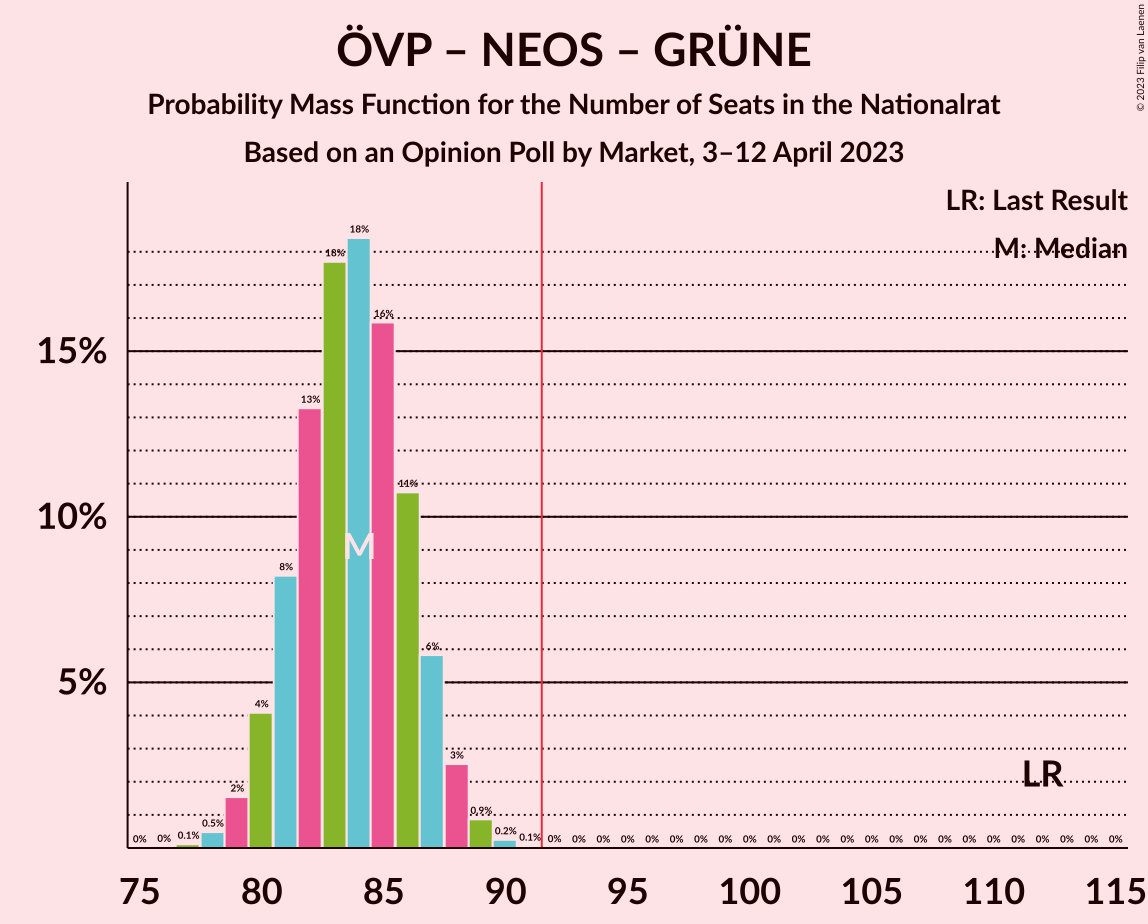 ÖVP – NEOS – GRÜNE
Probability Mass Function for the Number of Seats in the Nationalrat
Based on an Opinion Poll by Market, 3–12 April 2023
© 2023 Filip van Laenen
LR: Last Result
M: Median
15%
10%
5%
0% 0% 0.1% 0.5% 2% 4% 8% 13% 18% 18% 16% 11% 6% 3% 0.9% 0.2% 0.1% 0% 0% 0% 0% 0% 0% 0% 0% 0% 0% 0% 0% 0% 0% 0% 0% 0% 0% 0% 0% 0% 0% 0% 0%
M
LR
75 80 85 90 95 100 105 110 115